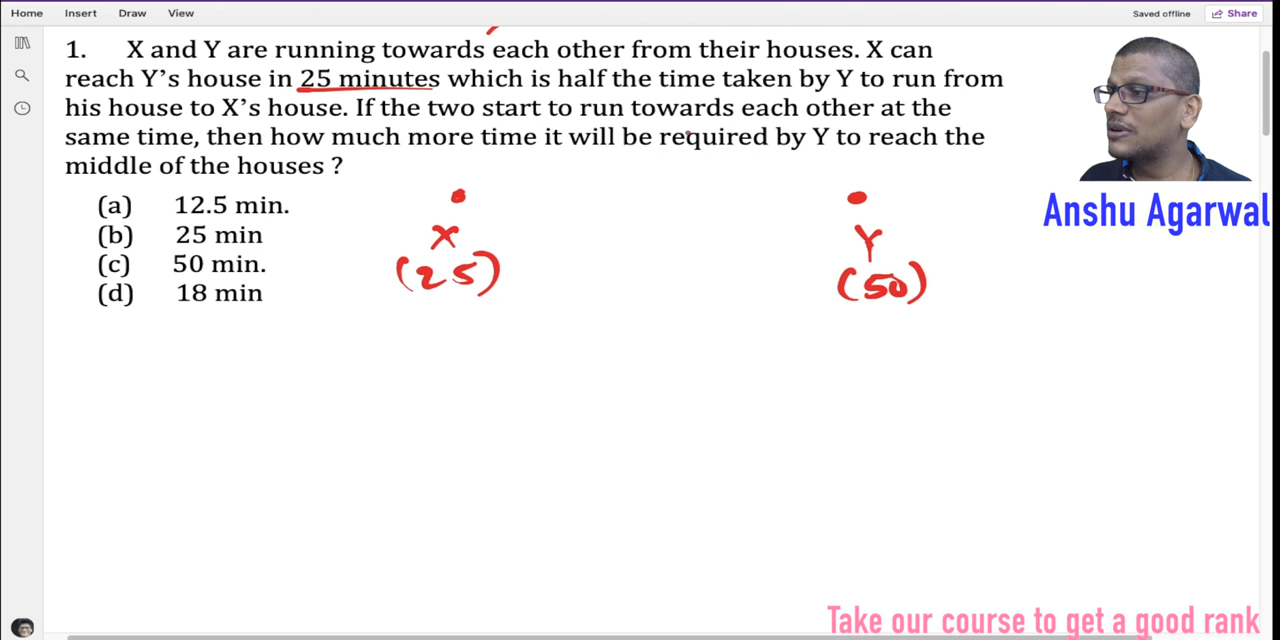 Home Insert Draw View Saved offline Share
1. X and Y are running towards each other from their houses. X can
reach Y's house in 25 minutes which is half the time taken by Y to run from
his house to X's house. If the two start to run towards each other at the
same time, then how much more time it will be required by Y to reach the
middle of the houses ?
(a) 12.5 min.
(b) 25 min
(c) 50 min.
(d) 18 min
X Y
(25) (50)
Anshu Agarwal
Take our course to get a good rank